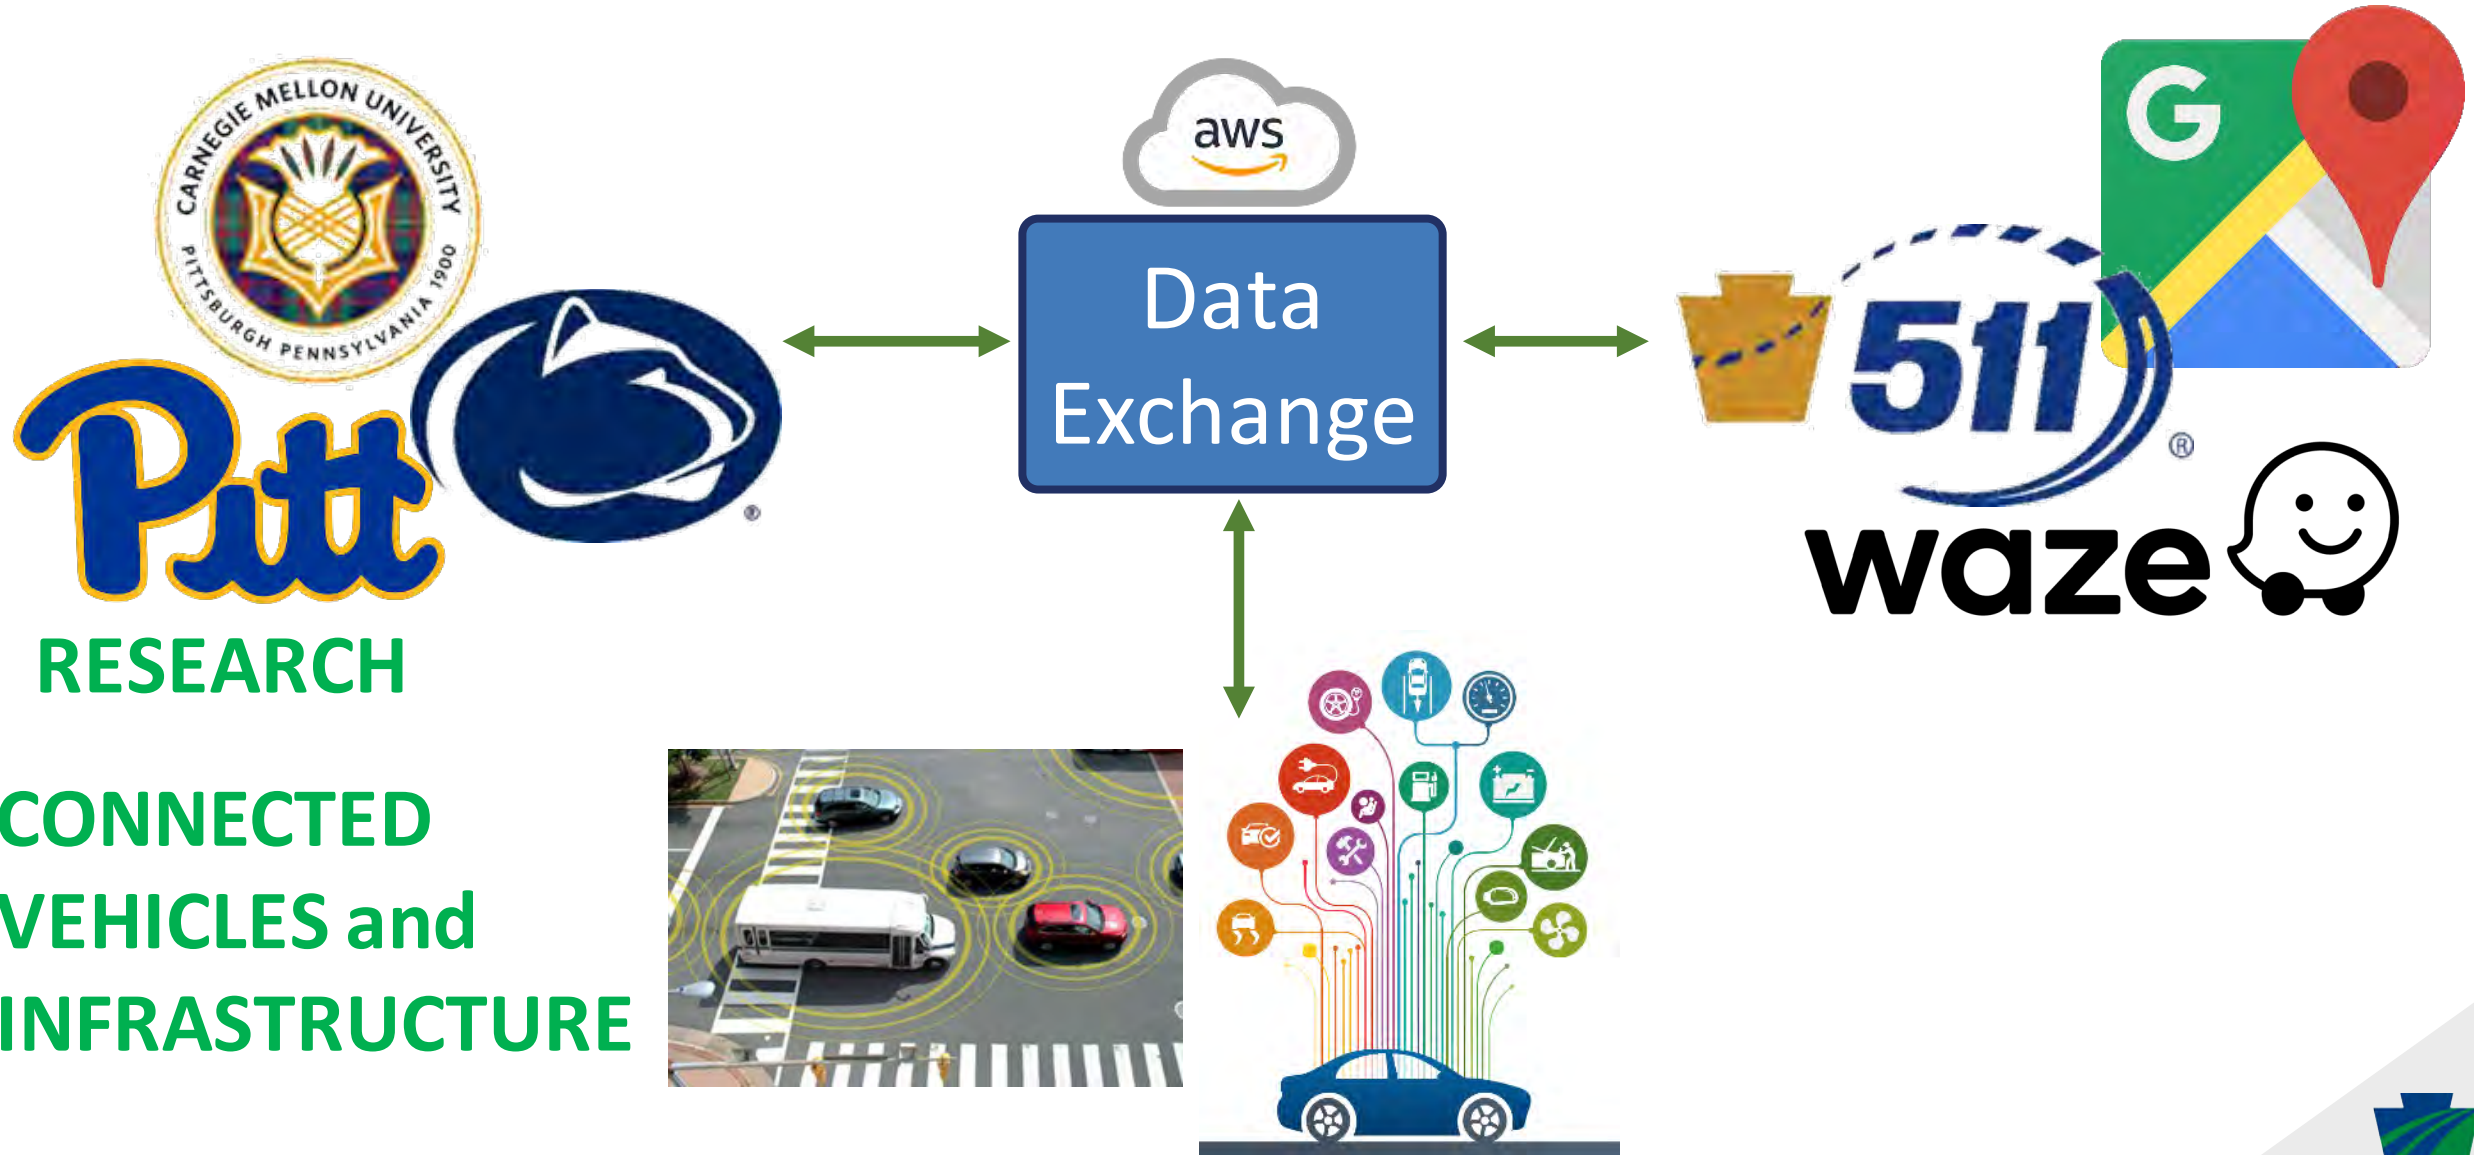 CARNEGIE MELLON UNIVERSITY
PITTSBURGH PENNSYLVANIA 1900
Pitt
®
RESEARCH
aws
Data
Exchange
G
511
®
waze
CONNECTED
VEHICLES and
INFRASTRUCTURE